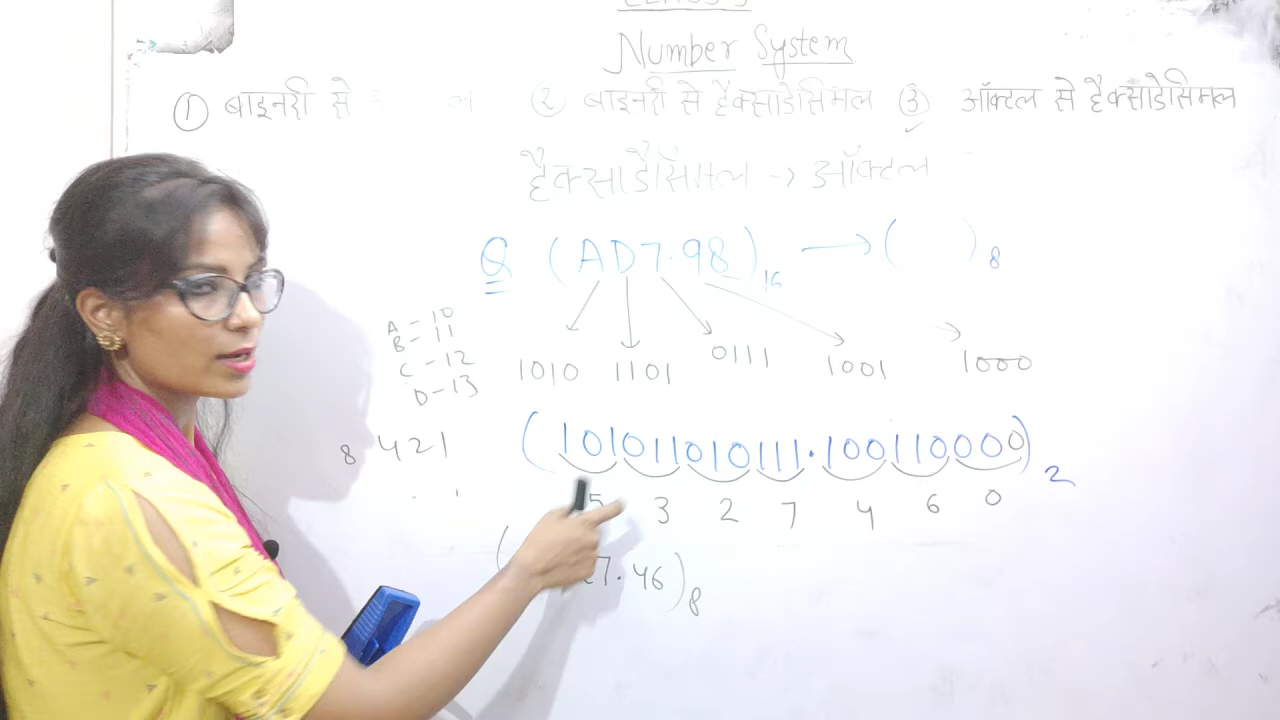 Number System
① बाइनरी से ② बाइनरी से हैक्साडेसिमल ③ ऑक्टल से हैक्साडेसिमल
हैक्साडेसिमल → ऑक्टल
Q (AD7.98)16 → ( )8
A - 10
B - 11
C - 12
D - 13
1010 1101 0111 1001 1000
8 4 2 1
(101011010111.100110000)2
5 3 2 7 4 6 0
( 27.46)8